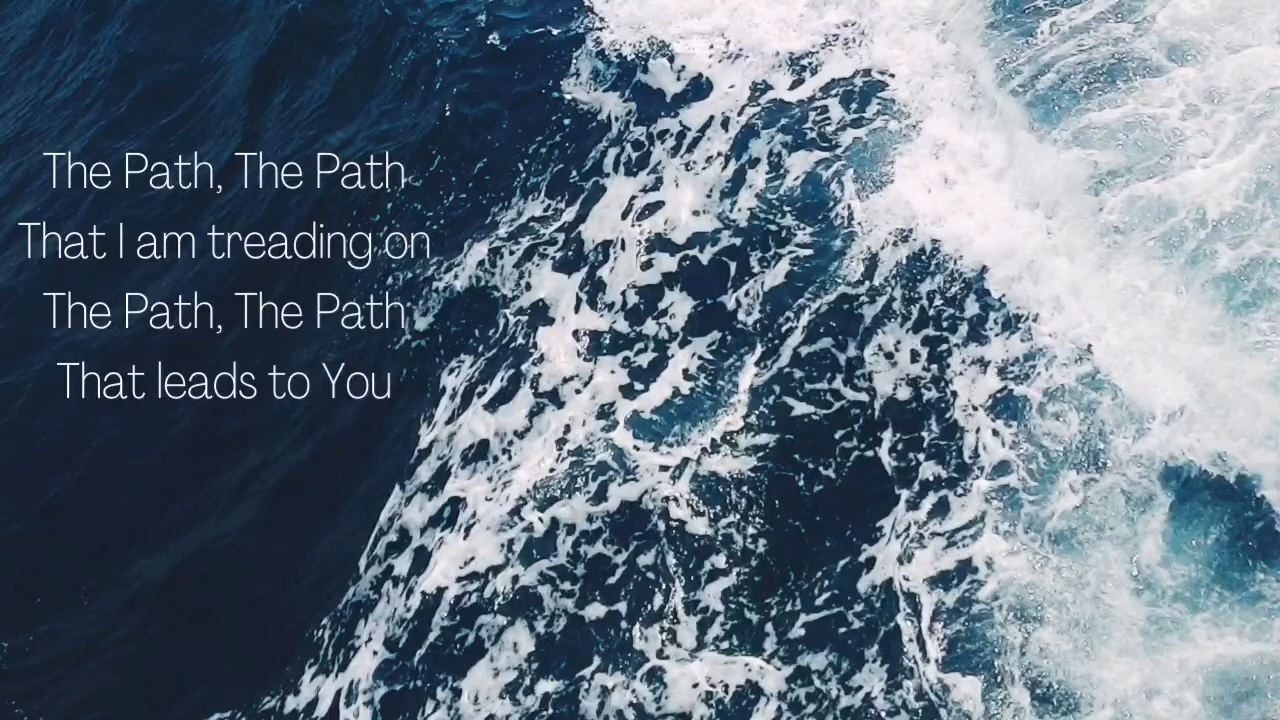 The Path, The Path
That I am treading on
The Path, The Path
That leads to You